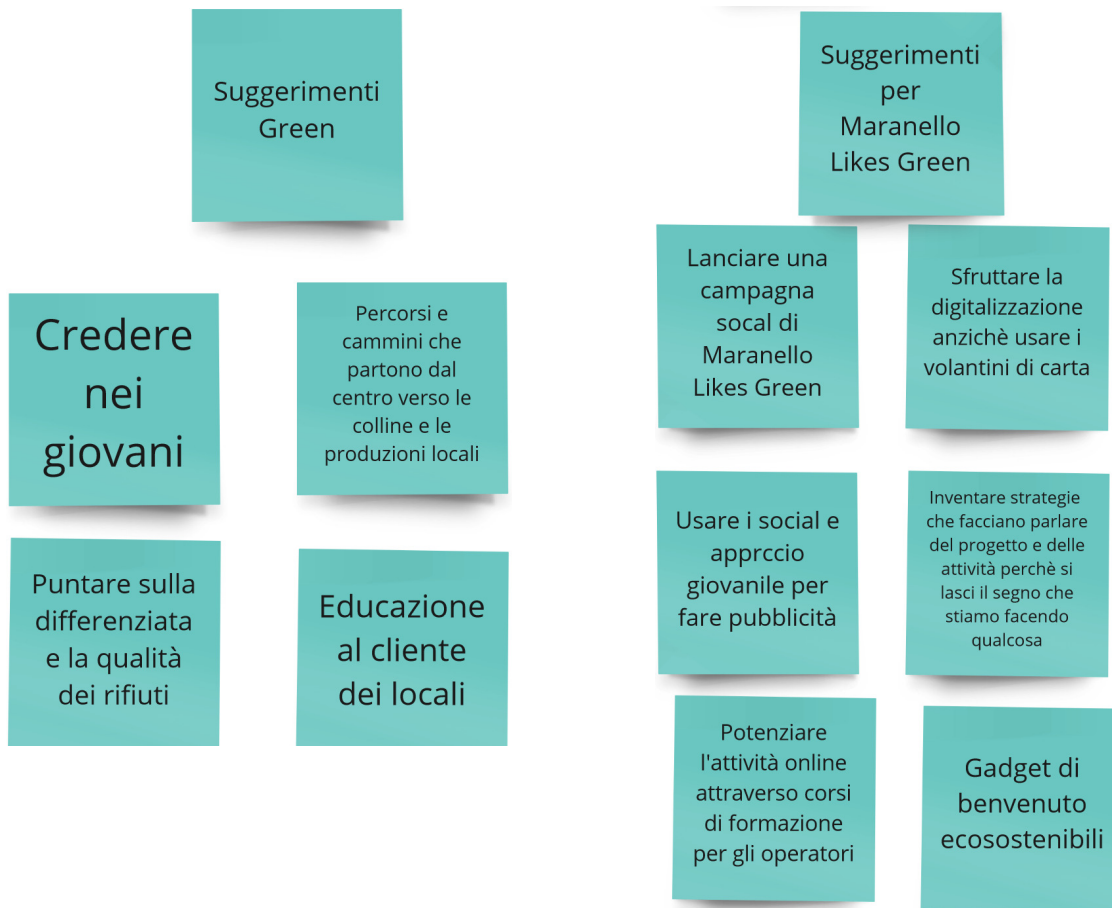 Suggerimenti
Green
Credere
nei
giovani
Percorsi e
cammini che
partono dal
centro verso le
colline e le
produzioni locali
Puntare sulla
differenziata
e la qualità
dei rifiuti
Educazione
al cliente
dei locali
Suggerimenti
per
Maranello
Likes Green
Lanciare una
campagna
socal di
Maranello
Likes Green
Sfruttare la
digitalizzazione
anzichè usare i
volantini di carta
Usare i social e
apprccio
giovanile per
fare pubblicità
Inventare strategie
che facciano parlare
del progetto e delle
attività perchè si
lasci il segno che
stiamo facendo
qualcosa
Potenziare
l'attività online
attraverso corsi
di formazione
per gli operatori
Gadget di
benvenuto
ecosostenibili